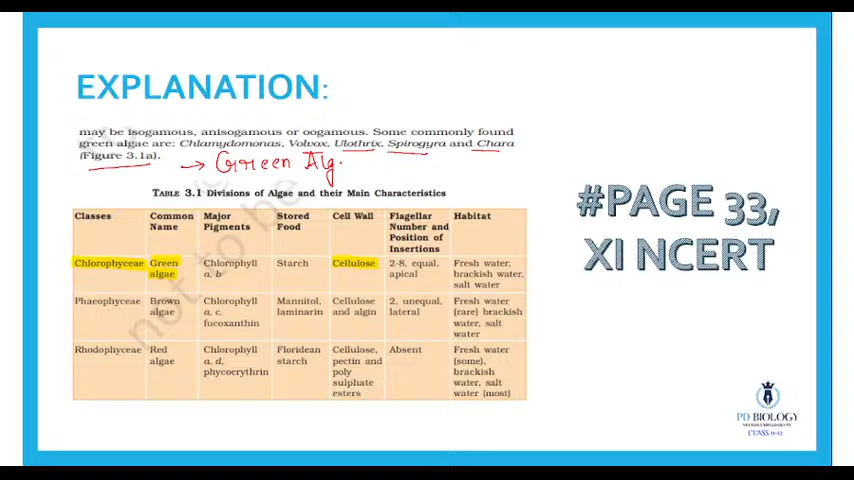 EXPLANATION:
may be isogamous, anisogamous or oogamous. Some commonly found
green algae are: Chlamydomonas, Volvox, Ulothrix, Spirogyra and Chara
(Figure 3.1a).
→ Green Alg.
TABLE 3.1 Divisions of Algae and their Main Characteristics
Classes Common Major Stored Cell Wall Flagellar Habitat
Name Pigments Food Number and
Position of
Insertions
Chlorophyceae Green Chlorophyll Starch Cellulose 2-8, equal, Fresh water,
algae a, b apical brackish water,
salt water
Phaeophyceae Brown Chlorophyll Mannitol, Cellulose 2, unequal, Fresh water
algae a, c, laminarin and algin lateral (rare) brackish
fucoxanthin water, salt
water
Rhodophyceae Red Chlorophyll Floridean Cellulose, Absent Fresh water
algae a, d, starch pectin and (some),
phycoerythrin poly brackish
sulphate water, salt
esters water (most)
not to be
#PAGE 33,
XI NCERT
PD BIOLOGY
CLASS 11-12